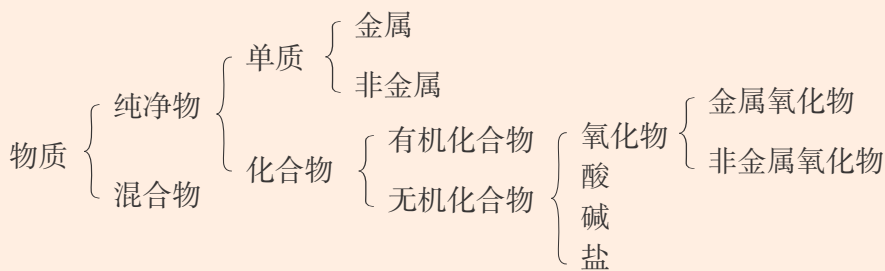 物质
纯净物
混合物
单质
化合物
金属
非金属
有机化合物
无机化合物
氧化物
酸
碱
盐
金属氧化物
非金属氧化物